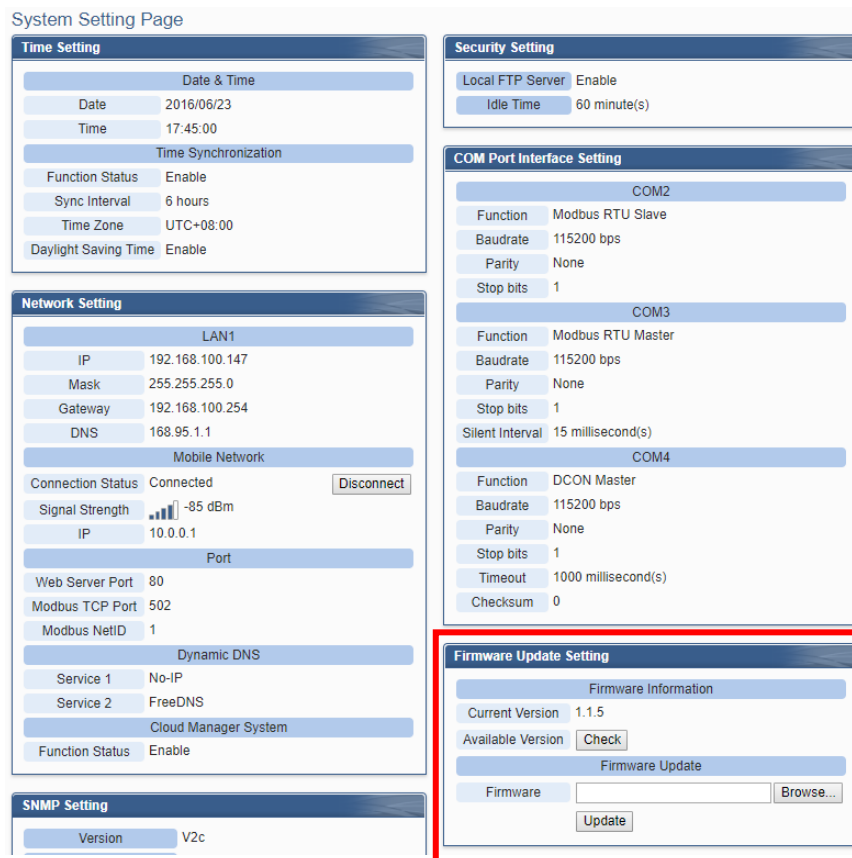 System Setting Page
Time Setting
Date & Time
Date 2016/06/23
Time 17:45:00
Time Synchronization
Function Status Enable
Sync Interval 6 hours
Time Zone UTC+08:00
Daylight Saving Time Enable
Network Setting
LAN1
IP 192.168.100.147
Mask 255.255.255.0
Gateway 192.168.100.254
DNS 168.95.1.1
Mobile Network
Connection Status Connected Disconnect
Signal Strength -85 dBm
IP 10.0.0.1
Port
Web Server Port 80
Modbus TCP Port 502
Modbus NetID 1
Dynamic DNS
Service 1 No-IP
Service 2 FreeDNS
Cloud Manager System
Function Status Enable
SNMP Setting
Version V2c
Security Setting
Local FTP Server Enable
Idle Time 60 minute(s)
COM Port Interface Setting
COM2
Function Modbus RTU Slave
Baudrate 115200 bps
Parity None
Stop bits 1
COM3
Function Modbus RTU Master
Baudrate 115200 bps
Parity None
Stop bits 1
Silent Interval 15 millisecond(s)
COM4
Function DCON Master
Baudrate 115200 bps
Parity None
Stop bits 1
Timeout 1000 millisecond(s)
Checksum 0
Firmware Update Setting
Firmware Information
Current Version 1.1.5
Available Version Check
Firmware Update
Firmware Browse...
Update